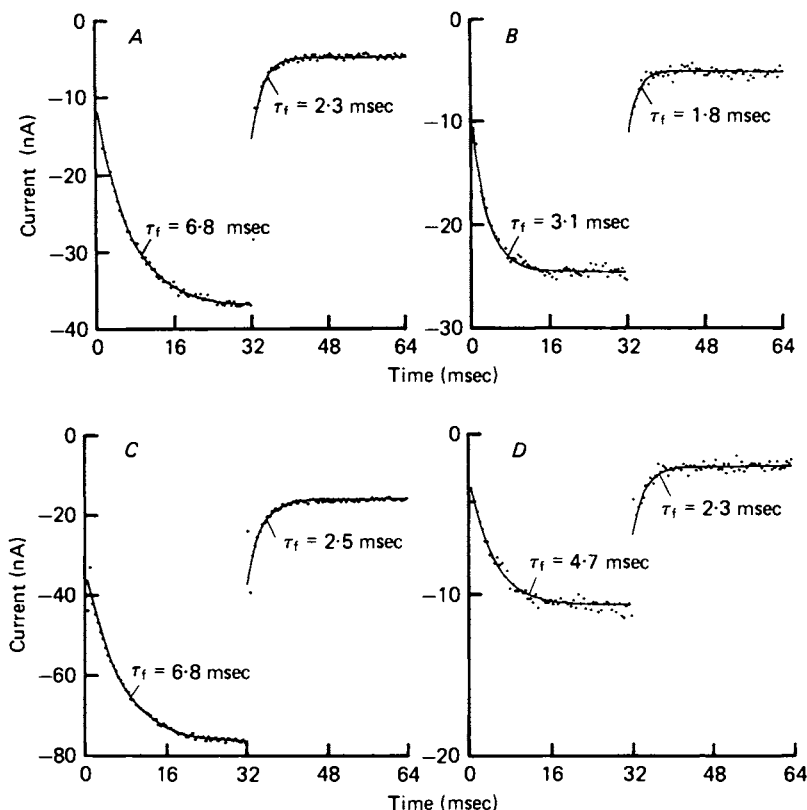 A
0
−10
−20
−30
−40
Current (nA)
τf = 2·3 msec
τf = 6·8 msec
0 16 32 48 64
B
0
−10
−20
−30
τf = 1·8 msec
τf = 3·1 msec
0 16 32 48 64
Time (msec)
C
0
−20
−40
−60
−80
Current (nA)
τf = 2·5 msec
τf = 6·8 msec
0 16 32 48 64
Time (msec)
D
0
−10
−20
τf = 2·3 msec
τf = 4·7 msec
0 16 32 48 64
Time (msec)